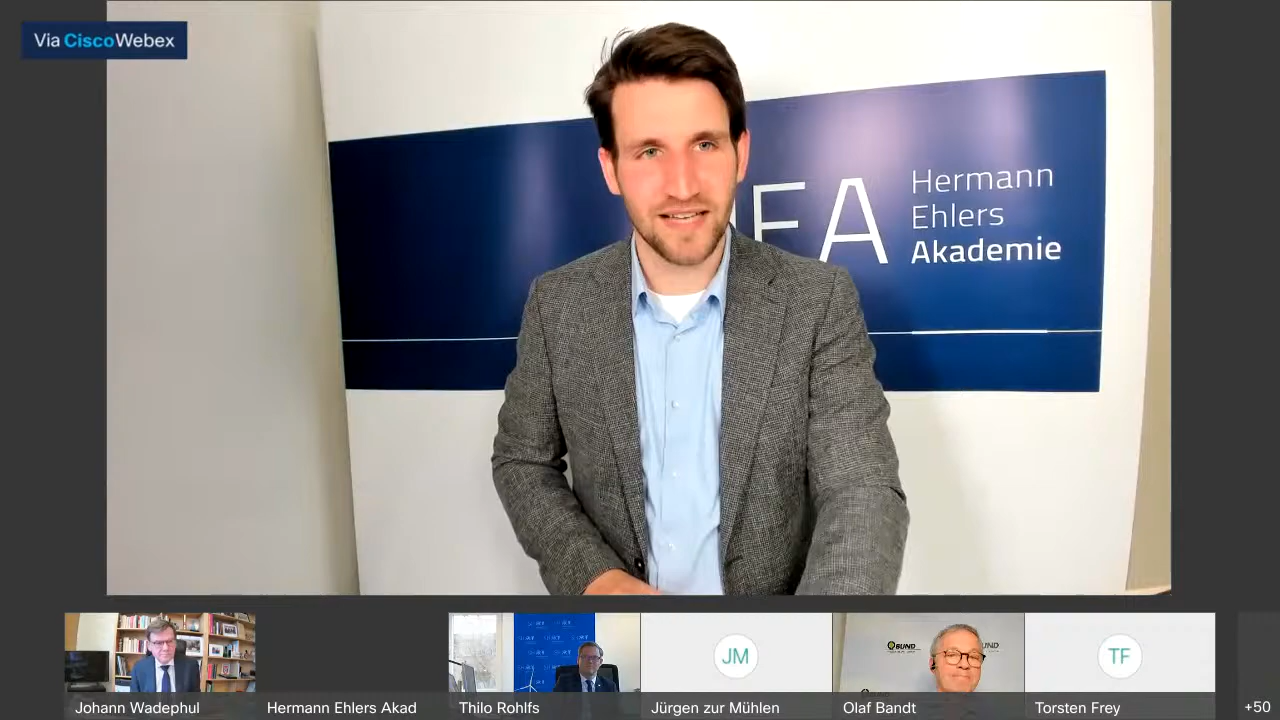 Via CiscoWebex
Hermann
Ehlers
Akademie
EA
BUND
JM
TF
Johann Wadephul
Hermann Ehlers Akad
Thilo Rohlfs
Jürgen zur Mühlen
Olaf Bandt
Torsten Frey
+50